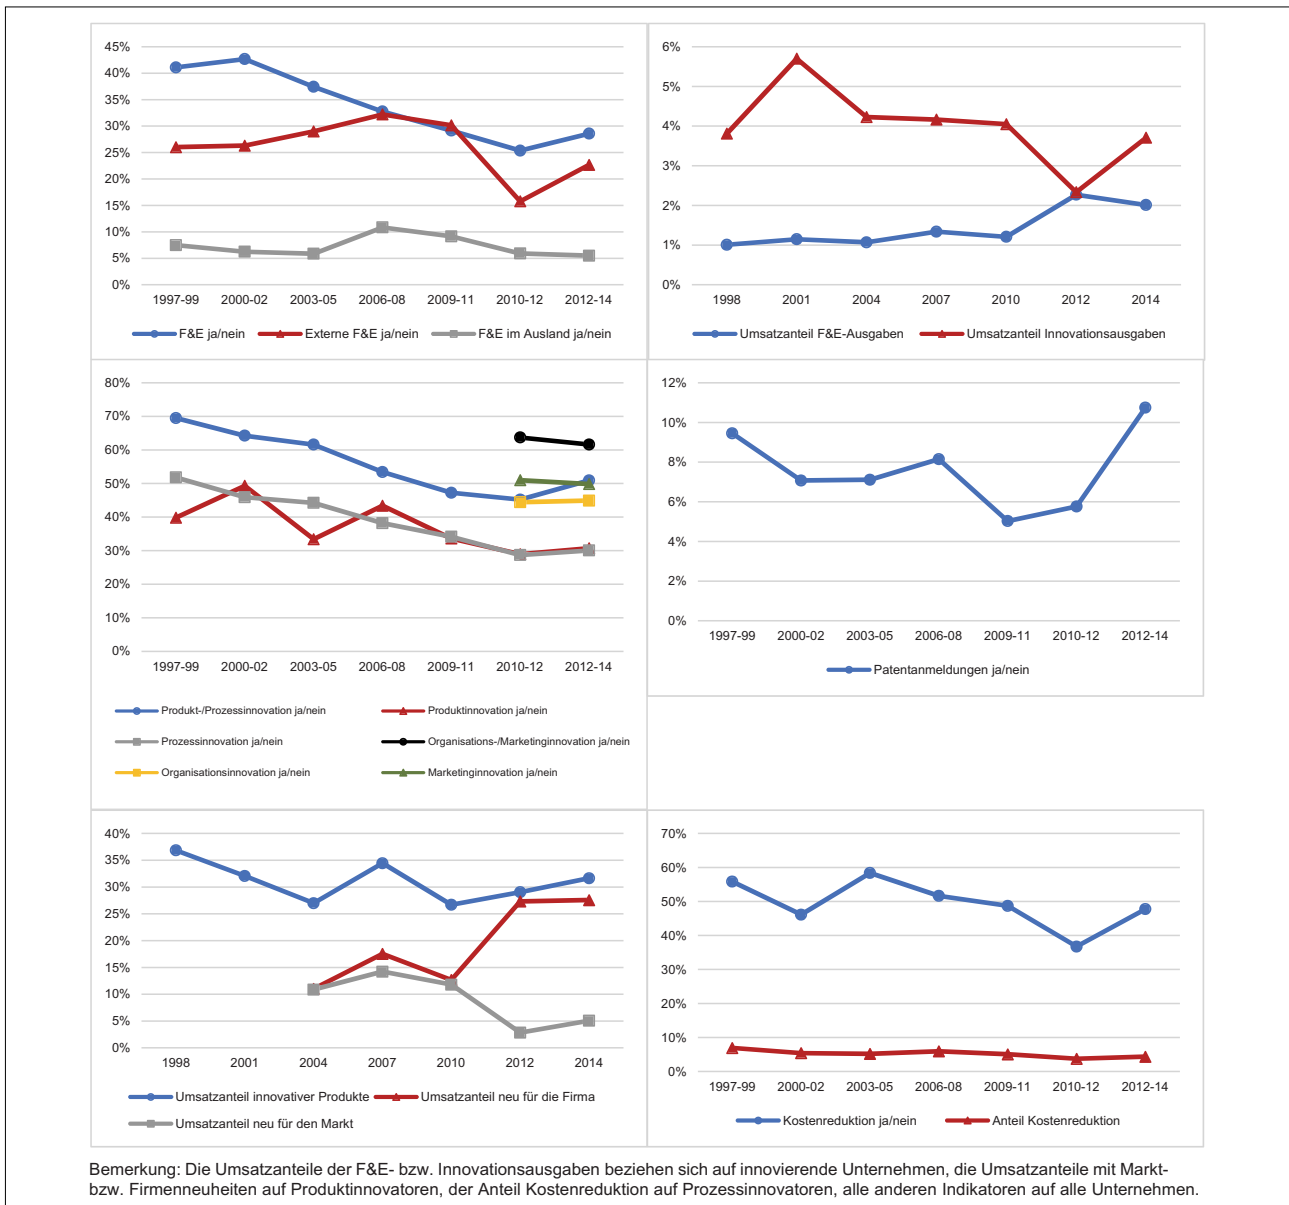 45%
40%
35%
30%
25%
20%
15%
10%
5%
0%
1997-99 2000-02 2003-05 2006-08 2009-11 2010-12 2012-14
F&E ja/nein Externe F&E ja/nein F&E im Ausland ja/nein
6%
5%
4%
3%
2%
1%
0%
1998 2001 2004 2007 2010 2012 2014
Umsatzanteil F&E-Ausgaben Umsatzanteil Innovationsausgaben
80%
70%
60%
50%
40%
30%
20%
10%
0%
1997-99 2000-02 2003-05 2006-08 2009-11 2010-12 2012-14
Produkt-/Prozessinnovation ja/nein Produktinnovation ja/nein
Prozessinnovation ja/nein Organisations-/Marketinginnovation ja/nein
Organisationsinnovation ja/nein Marketinginnovation ja/nein
12%
10%
8%
6%
4%
2%
0%
1997-99 2000-02 2003-05 2006-08 2009-11 2010-12 2012-14
Patentanmeldungen ja/nein
40%
35%
30%
25%
20%
15%
10%
5%
0%
1998 2001 2004 2007 2010 2012 2014
Umsatzanteil innovativer Produkte Umsatzanteil neu für die Firma
Umsatzanteil neu für den Markt
70%
60%
50%
40%
30%
20%
10%
0%
1997-99 2000-02 2003-05 2006-08 2009-11 2010-12 2012-14
Kostenreduktion ja/nein Anteil Kostenreduktion
Bemerkung: Die Umsatzanteile der F&E- bzw. Innovationsausgaben beziehen sich auf innovierende Unternehmen, die Umsatzanteile mit Markt-
bzw. Firmenneuheiten auf Produktinnovatoren, der Anteil Kostenreduktion auf Prozessinnovatoren, alle anderen Indikatoren auf alle Unternehmen.